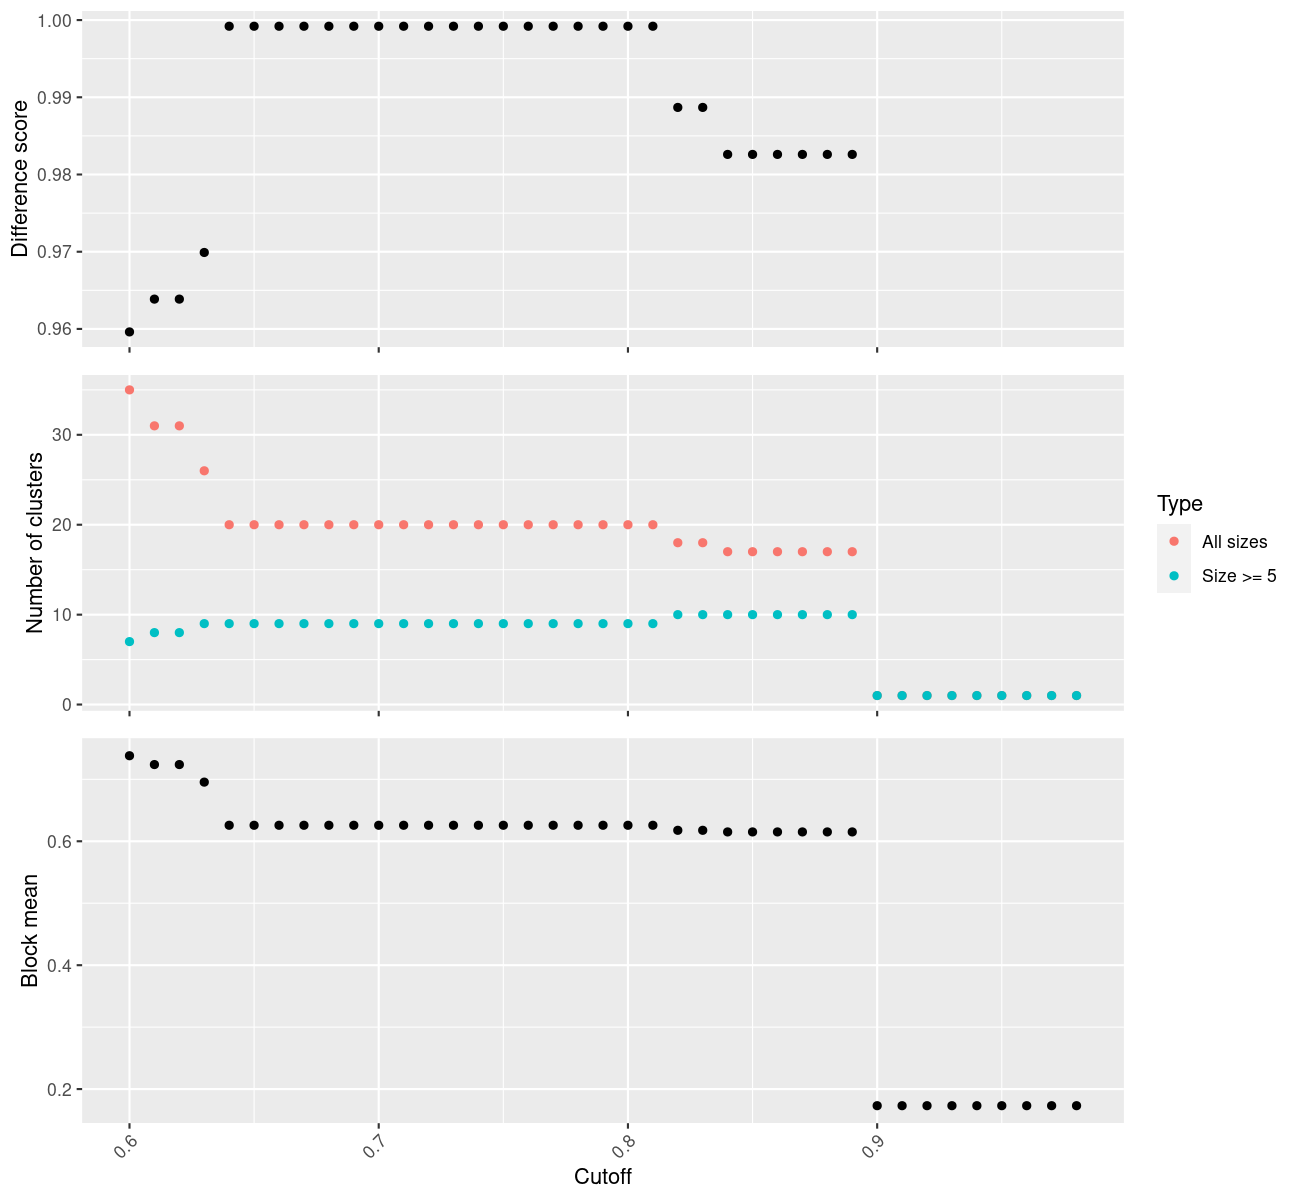 1.00
0.99
0.98
0.97
0.96
Difference score
30
20
10
0
Number of clusters
Type
All sizes
Size >= 5
0.6
0.4
0.2
Block mean
0.6
0.7
0.8
0.9
Cutoff